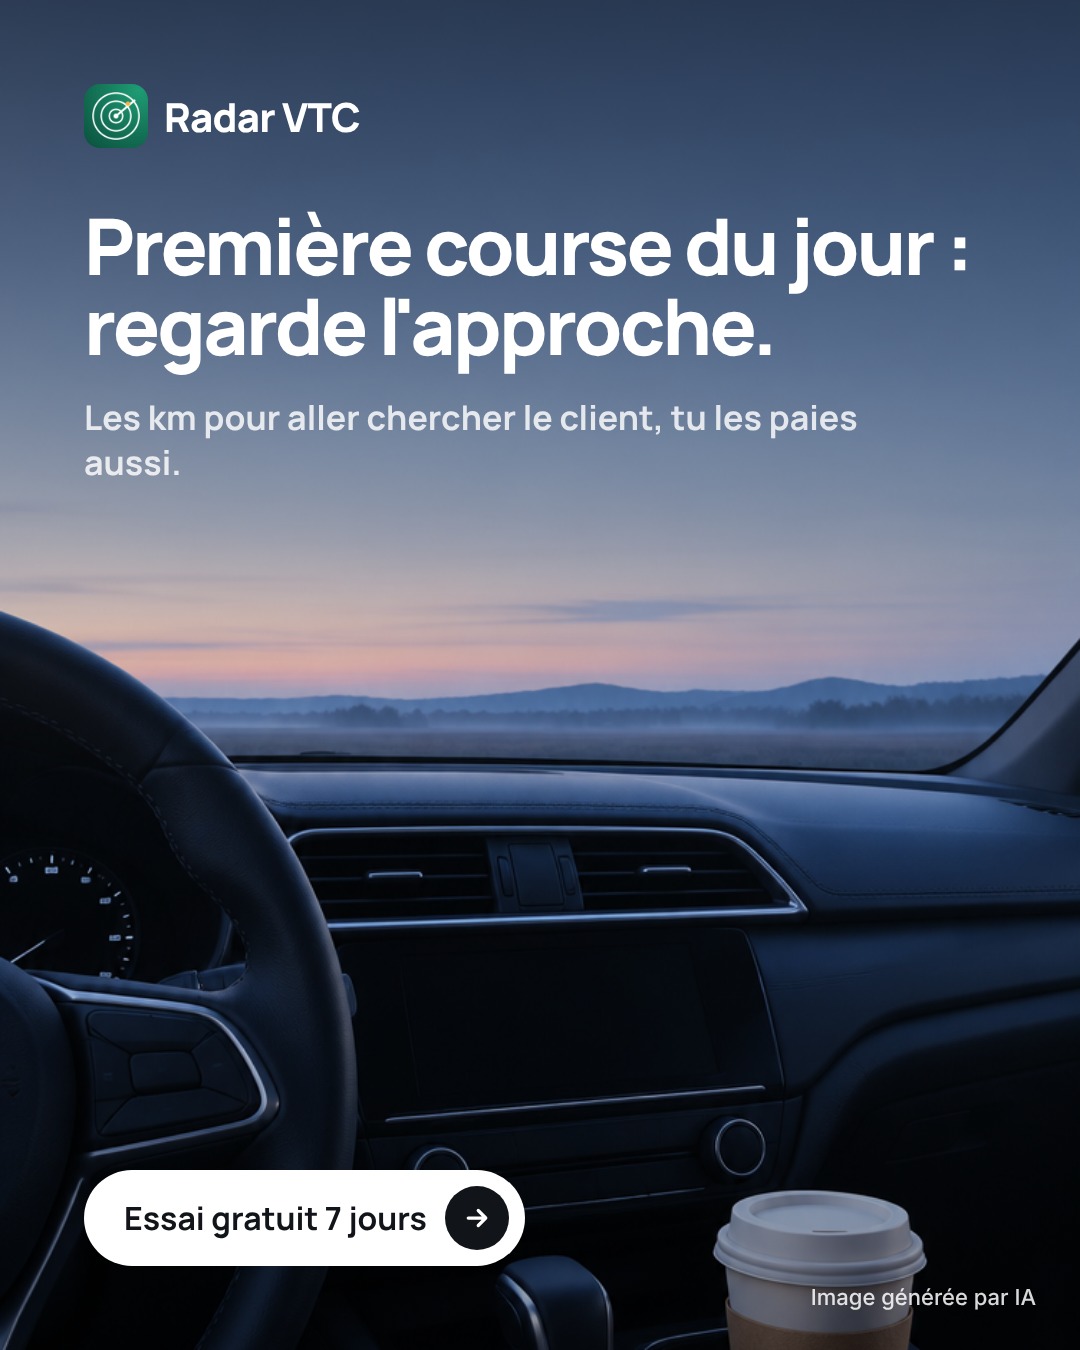 Radar VTC
Première course du jour :
regarde l'approche.
Les km pour aller chercher le client, tu les paies
aussi.
Essai gratuit 7 jours
Image générée par IA